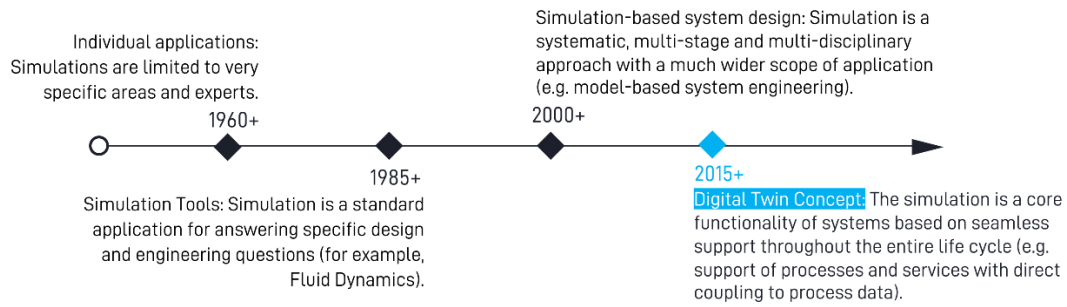 Individual applications:
Simulations are limited to very
specific areas and experts.
1960+
1985+
Simulation Tools: Simulation is a standard
application for answering specific design
and engineering questions (for example,
Fluid Dynamics).
Simulation-based system design: Simulation is a
systematic, multi-stage and multi-disciplinary
approach with a much wider scope of application
(e.g. model-based system engineering).
2000+
2015+
Digital Twin Concept: The simulation is a core
functionality of systems based on seamless
support throughout the entire life cycle (e.g.
support of processes and services with direct
coupling to process data).